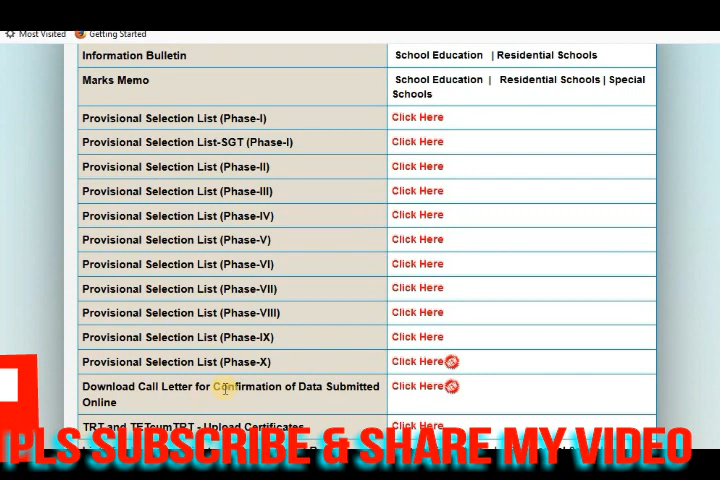 Most Visited Getting Started
Information Bulletin School Education | Residential Schools
Marks Memo School Education | Residential Schools | Special
Schools
Provisional Selection List (Phase-I) Click Here
Provisional Selection List-SGT (Phase-I) Click Here
Provisional Selection List (Phase-II) Click Here
Provisional Selection List (Phase-III) Click Here
Provisional Selection List (Phase-IV) Click Here
Provisional Selection List (Phase-V) Click Here
Provisional Selection List (Phase-VI) Click Here
Provisional Selection List (Phase-VII) Click Here
Provisional Selection List (Phase-VIII) Click Here
Provisional Selection List (Phase-IX) Click Here
Provisional Selection List (Phase-X) Click Here
Download Call Letter for Confirmation of Data Submitted Click Here
Online
TRT and TETcumTRT - Upload Certificates Click Here
PLS SUBSCRIBE & SHARE MY VIDEO